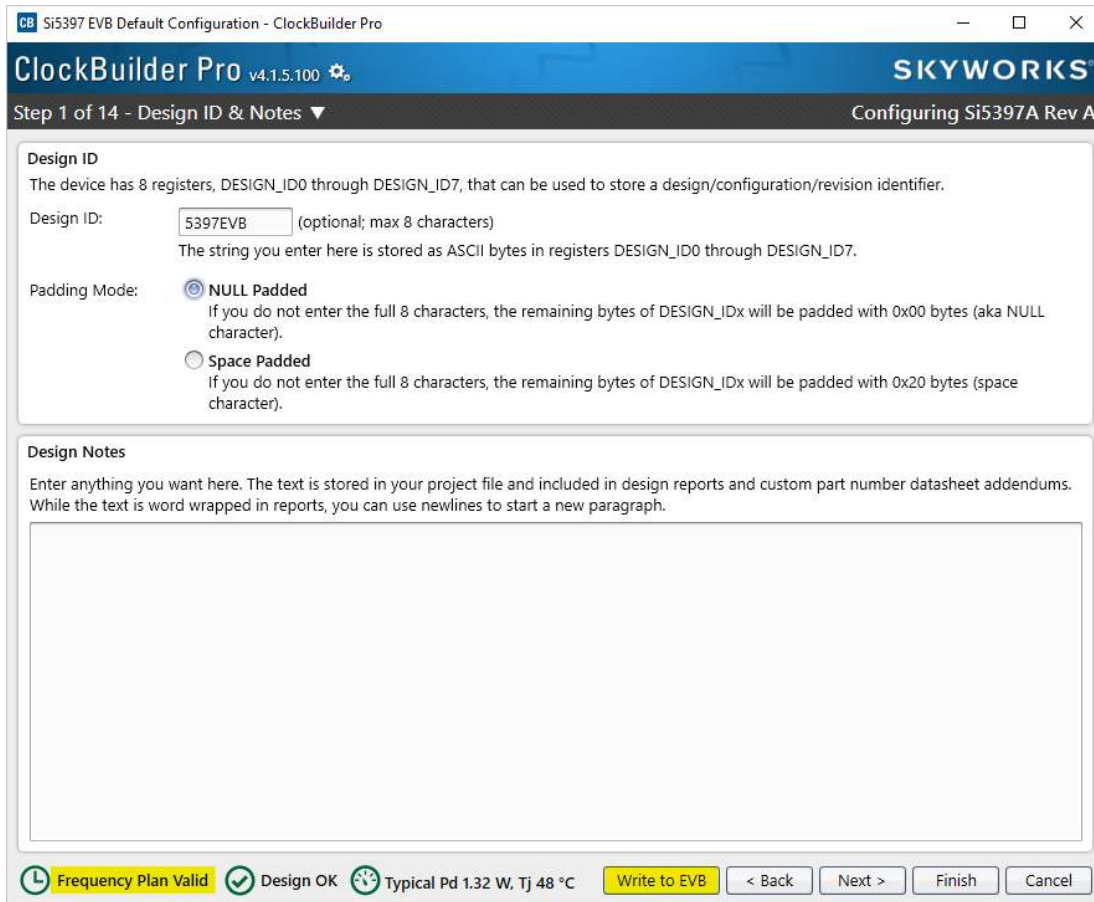 CB Si5397 EVB Default Configuration - ClockBuilder Pro
ClockBuilder Pro v4.1.5.100
SKYWORKS®
Step 1 of 14 - Design ID & Notes ▼
Configuring Si5397A Rev A
Design ID
The device has 8 registers, DESIGN_ID0 through DESIGN_ID7, that can be used to store a design/configuration/revision identifier.
Design ID: 5397EVB (optional; max 8 characters)
The string you enter here is stored as ASCII bytes in registers DESIGN_ID0 through DESIGN_ID7.
Padding Mode: NULL Padded
If you do not enter the full 8 characters, the remaining bytes of DESIGN_IDx will be padded with 0x00 bytes (aka NULL
character).
Space Padded
If you do not enter the full 8 characters, the remaining bytes of DESIGN_IDx will be padded with 0x20 bytes (space
character).
Design Notes
Enter anything you want here. The text is stored in your project file and included in design reports and custom part number datasheet addendums.
While the text is word wrapped in reports, you can use newlines to start a new paragraph.
Frequency Plan Valid Design OK Typical Pd 1.32 W, Tj 48 °C Write to EVB < Back Next > Finish Cancel